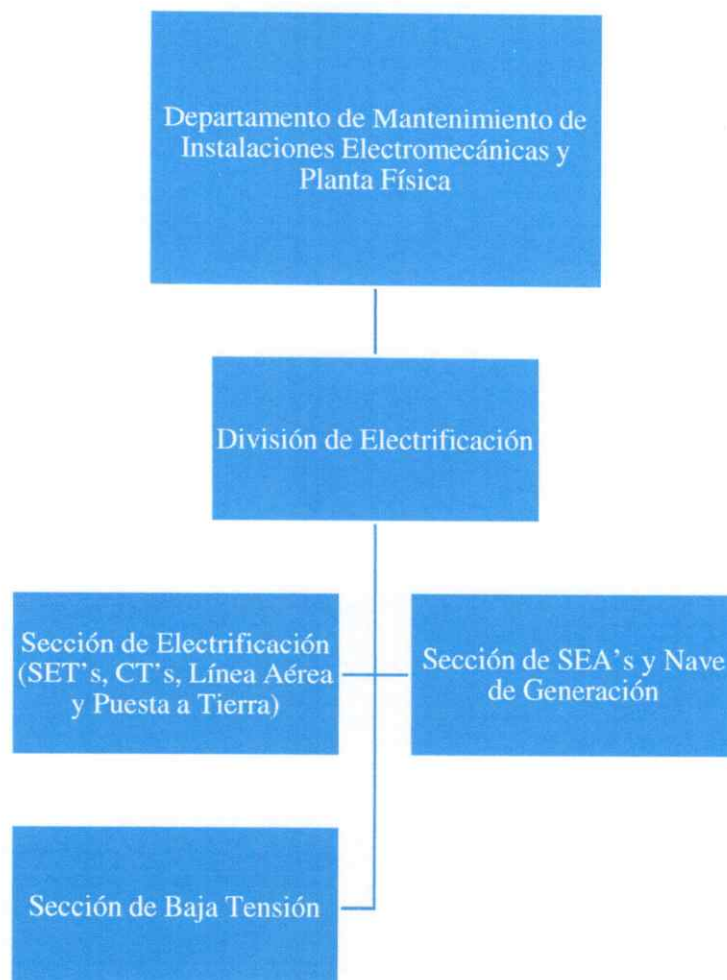 Departamento de Mantenimiento de
Instalaciones Electromecánicas y
Planta Física
División de Electrificación
Sección de Electrificación
(SET's, CT's, Línea Aérea
y Puesta a Tierra)
Sección de SEA's y Nave
de Generación
Sección de Baja Tensión